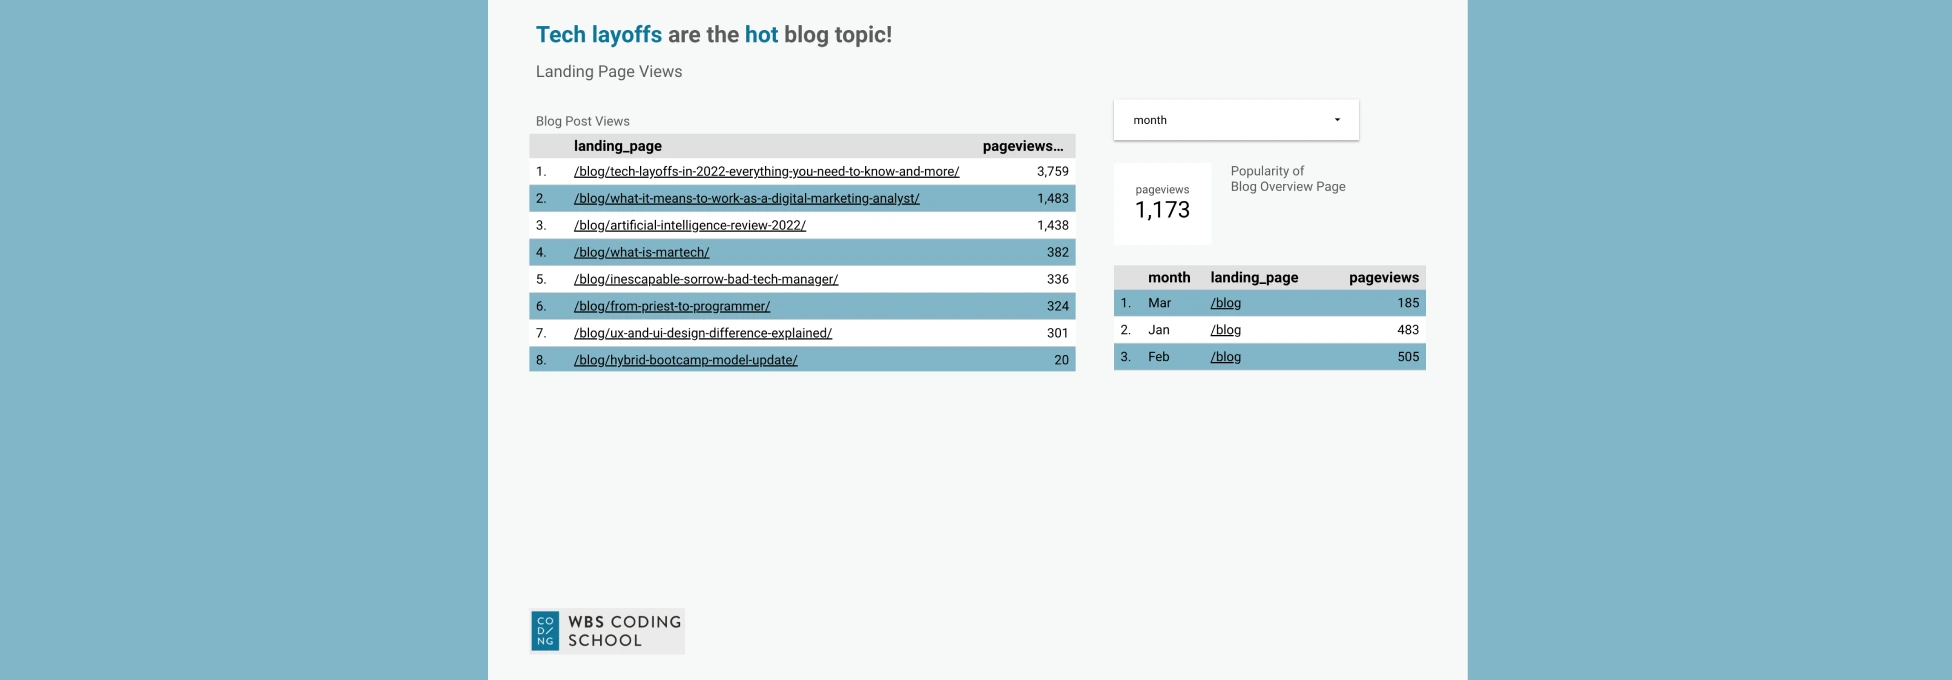 Tech layoffs are the hot blog topic!
Landing Page Views
Blog Post Views
landing_page pageviews…
1. /blog/tech-layoffs-in-2022-everything-you-need-to-know-and-more/ 3,759
2. /blog/what-it-means-to-work-as-a-digital-marketing-analyst/ 1,483
3. /blog/artificial-intelligence-review-2022/ 1,438
4. /blog/what-is-martech/ 382
5. /blog/inescapable-sorrow-bad-tech-manager/ 336
6. /blog/from-priest-to-programmer/ 324
7. /blog/ux-and-ui-design-difference-explained/ 301
8. /blog/hybrid-bootcamp-model-update/ 20
month
pageviews
1,173
Popularity of
Blog Overview Page
month landing_page pageviews
1. Mar /blog 185
2. Jan /blog 483
3. Feb /blog 505
CO
D/
NG
WBS CODING
SCHOOL